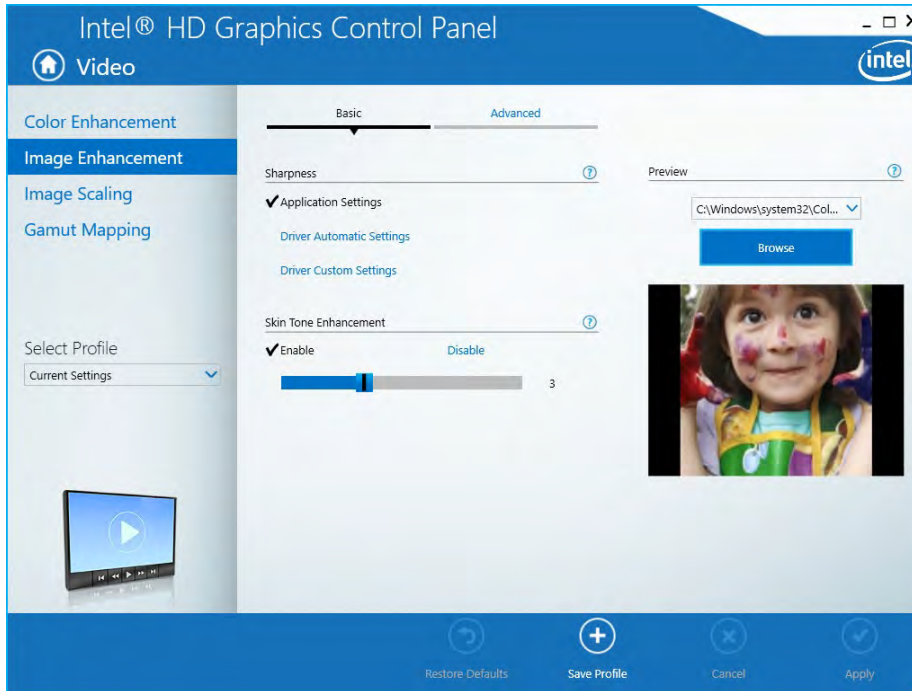 Intel® HD Graphics Control Panel
Video
intel
Color Enhancement
Image Enhancement
Image Scaling
Gamut Mapping
Select Profile
Current Settings
Basic
Advanced
Sharpness
?
Application Settings
Driver Automatic Settings
Driver Custom Settings
Skin Tone Enhancement
?
Enable
Disable
3
Preview
?
C:\Windows\system32\Col...
Browse
Restore Defaults
Save Profile
Cancel
Apply